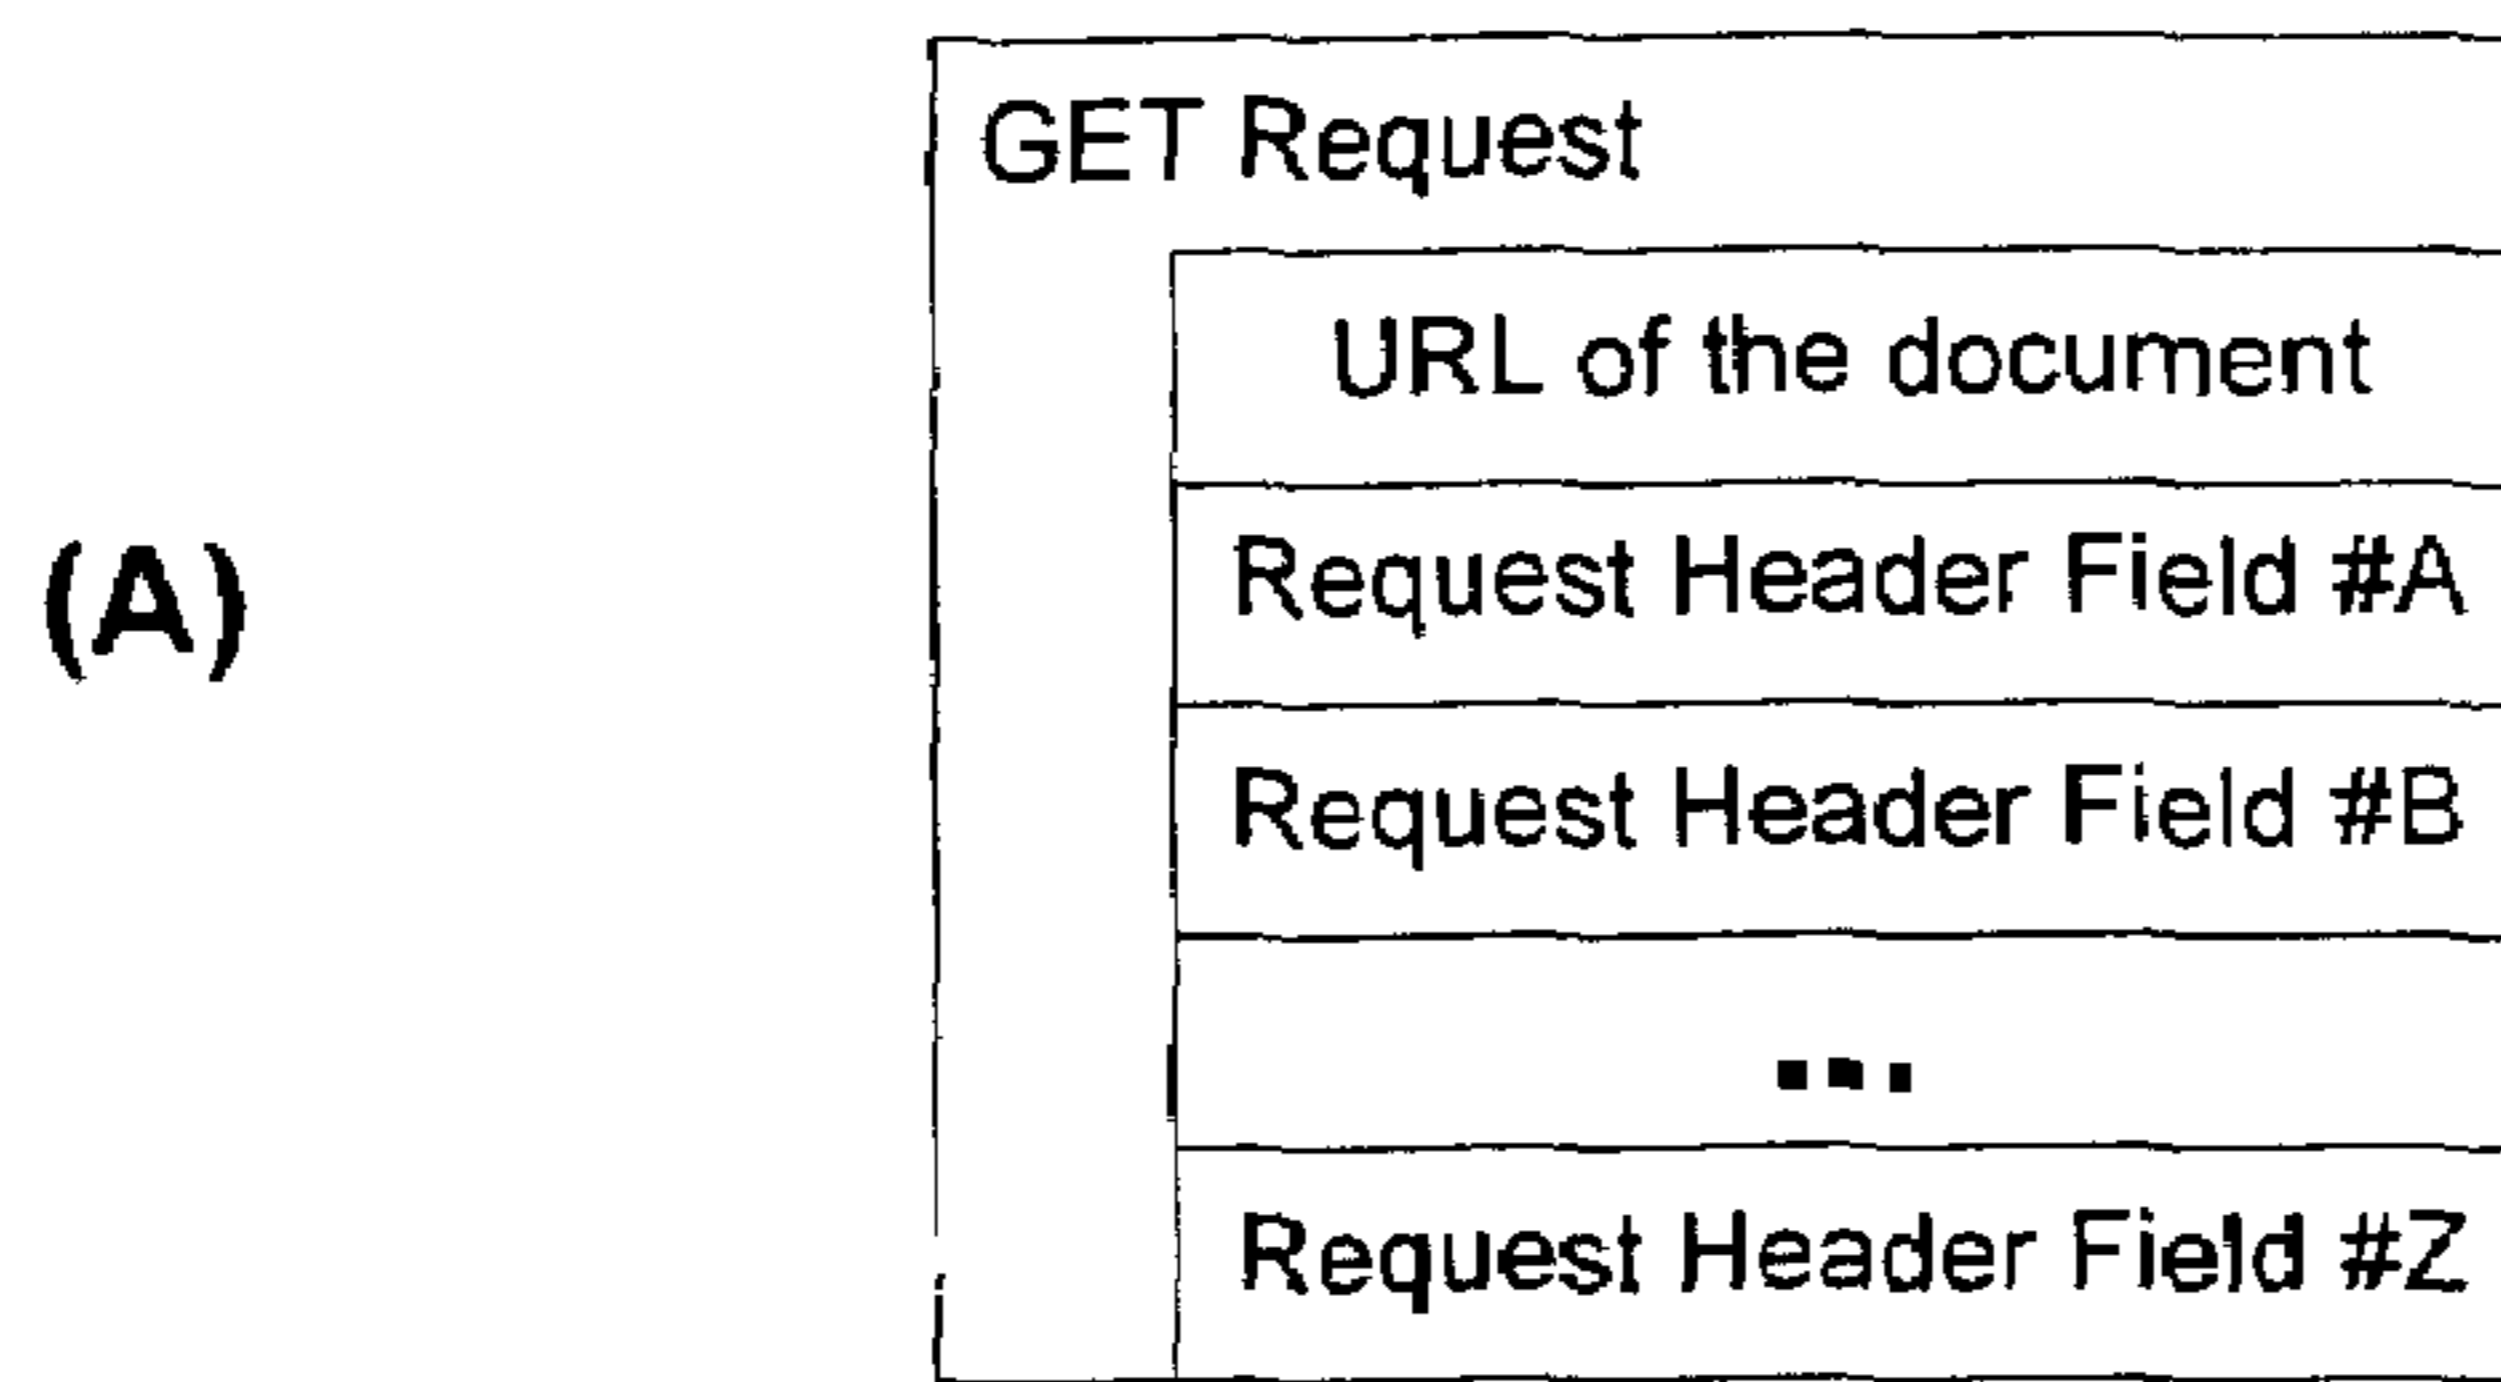 GET Request
URL of the document
(A)
Request Header Field #A
Request Header Field #B
...
Request Header Field #Z